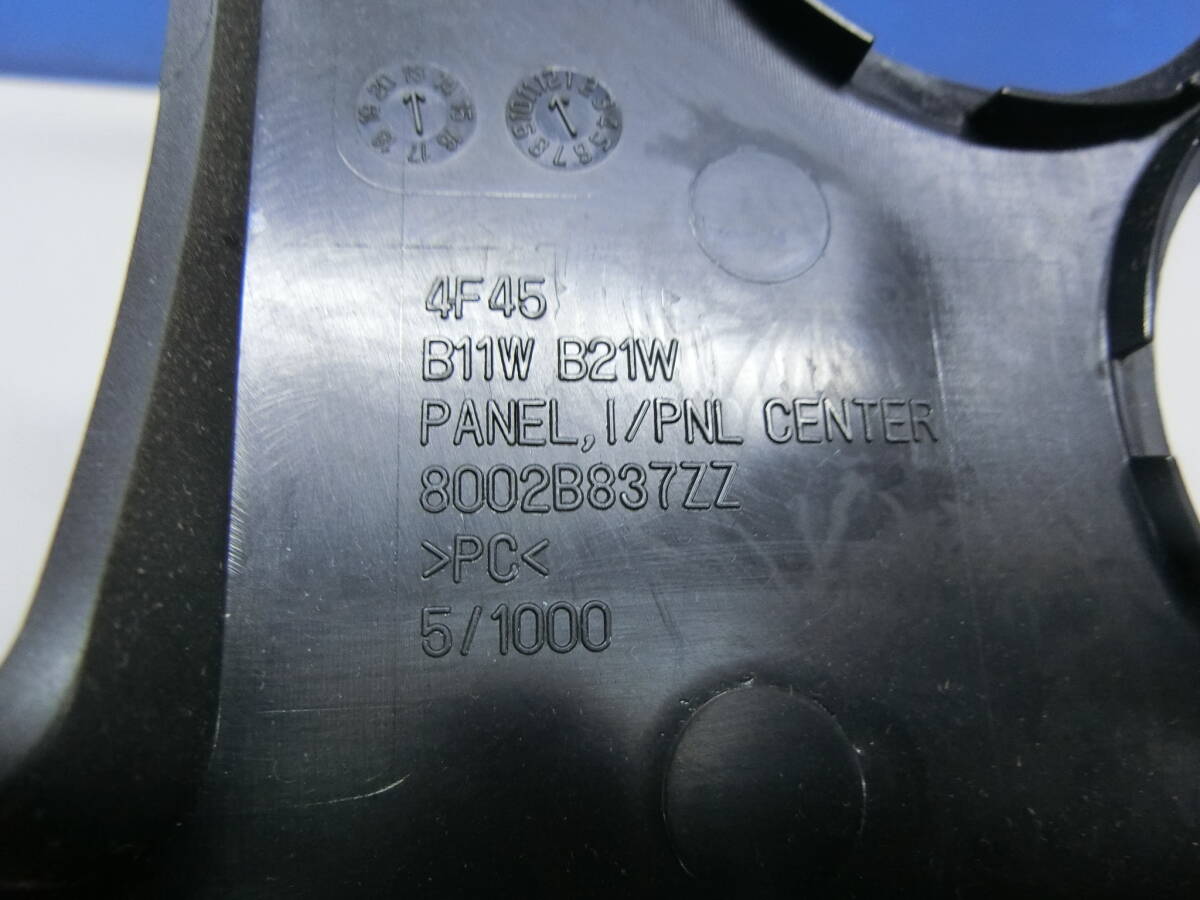 4F45
B11W B21W
PANEL, I/PNL CENTER
8002B837ZZ
>PC<
5/1000